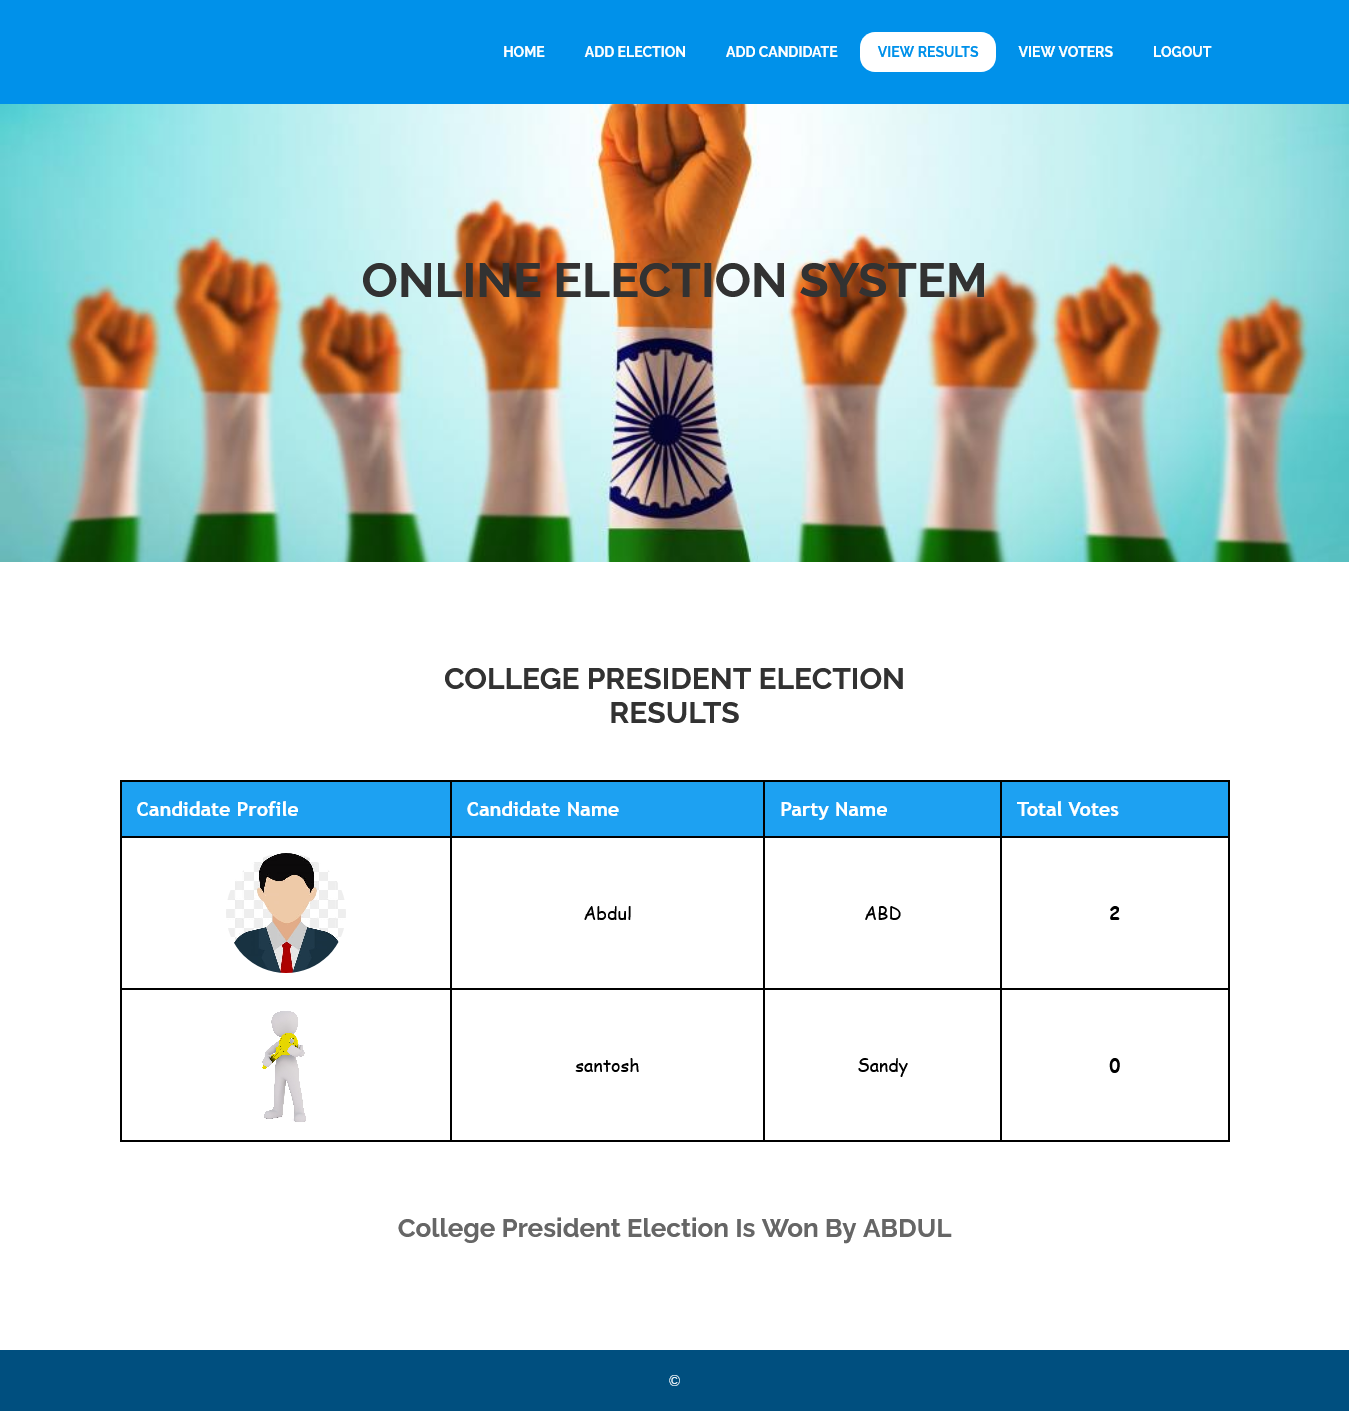 HOME ADD ELECTION ADD CANDIDATE VIEW RESULTS VIEW VOTERS LOGOUT
ONLINE ELECTION SYSTEM
COLLEGE PRESIDENT ELECTION
RESULTS
Candidate Profile Candidate Name Party Name Total Votes
Abdul ABD 2
santosh Sandy 0
College President Election Is Won By ABDUL
©